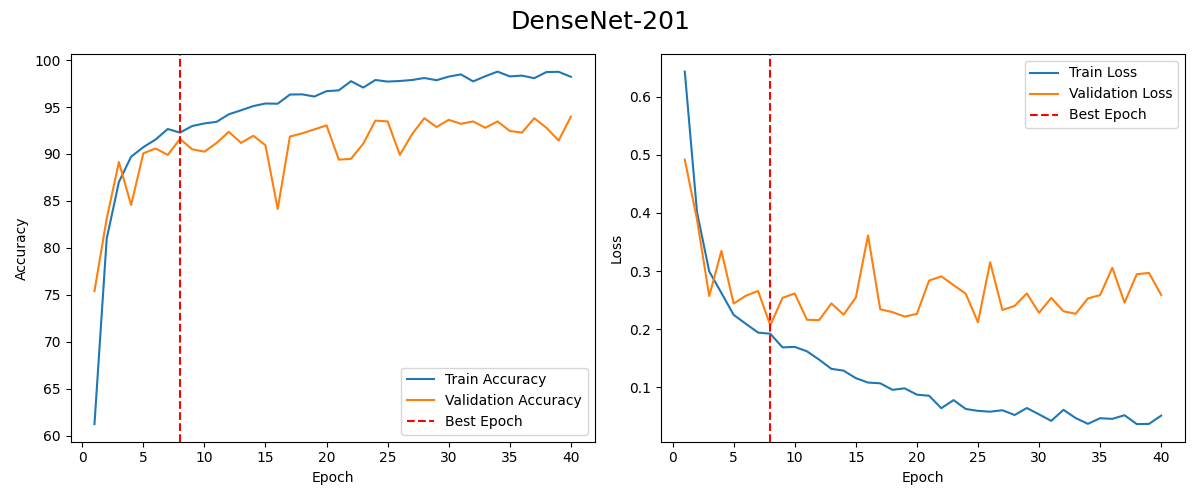 DenseNet-201
100
95
90
85
80
75
70
65
60
Accuracy
0 5 10 15 20 25 30 35 40
Epoch
Train Accuracy
Validation Accuracy
Best Epoch
0.6
0.5
0.4
0.3
0.2
0.1
Loss
0 5 10 15 20 25 30 35 40
Epoch
Train Loss
Validation Loss
Best Epoch